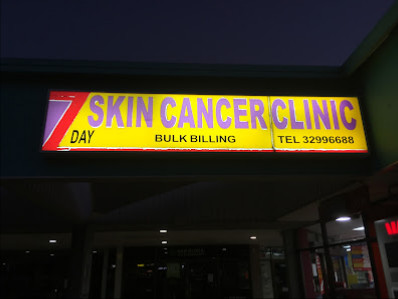 7 DAY
SKIN CANCER CLINIC
BULK BILLING TEL 32996688